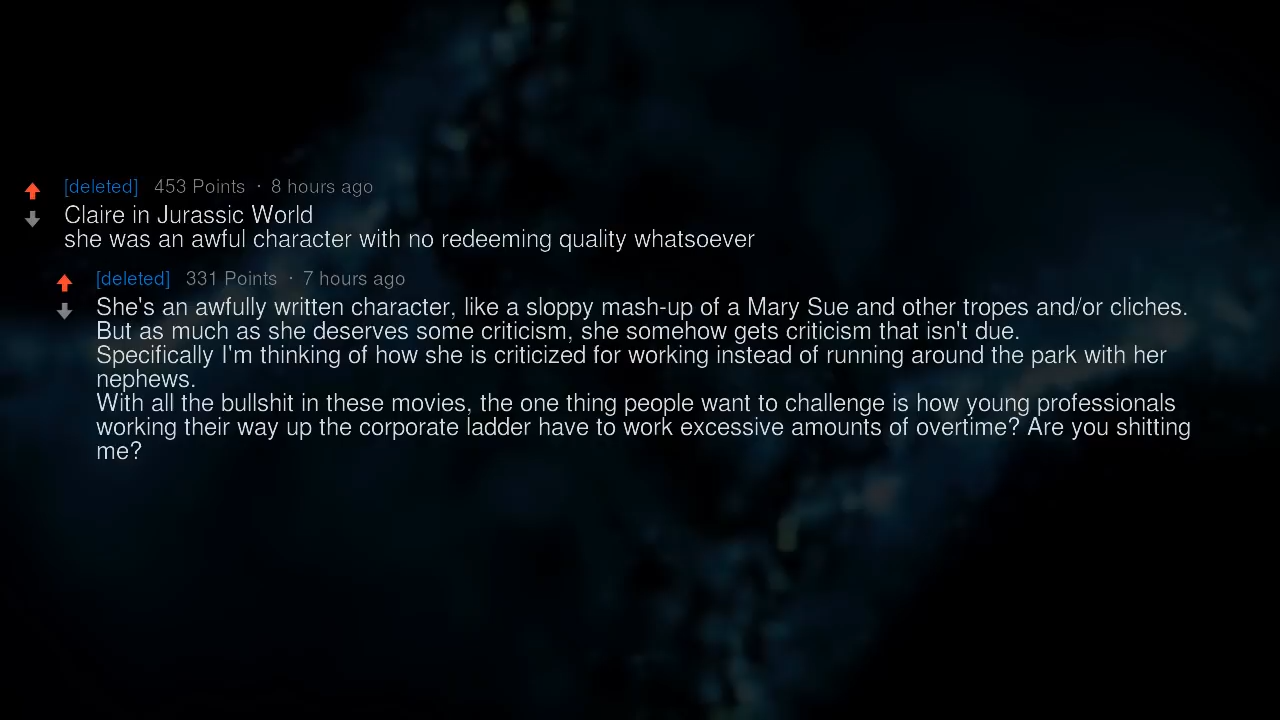 [deleted] 453 Points · 8 hours ago
Claire in Jurassic World
she was an awful character with no redeeming quality whatsoever
[deleted] 331 Points · 7 hours ago
She's an awfully written character, like a sloppy mash-up of a Mary Sue and other tropes and/or cliches.
But as much as she deserves some criticism, she somehow gets criticism that isn't due.
Specifically I'm thinking of how she is criticized for working instead of running around the park with her
nephews.
With all the bullshit in these movies, the one thing people want to challenge is how young professionals
working their way up the corporate ladder have to work excessive amounts of overtime? Are you shitting
me?